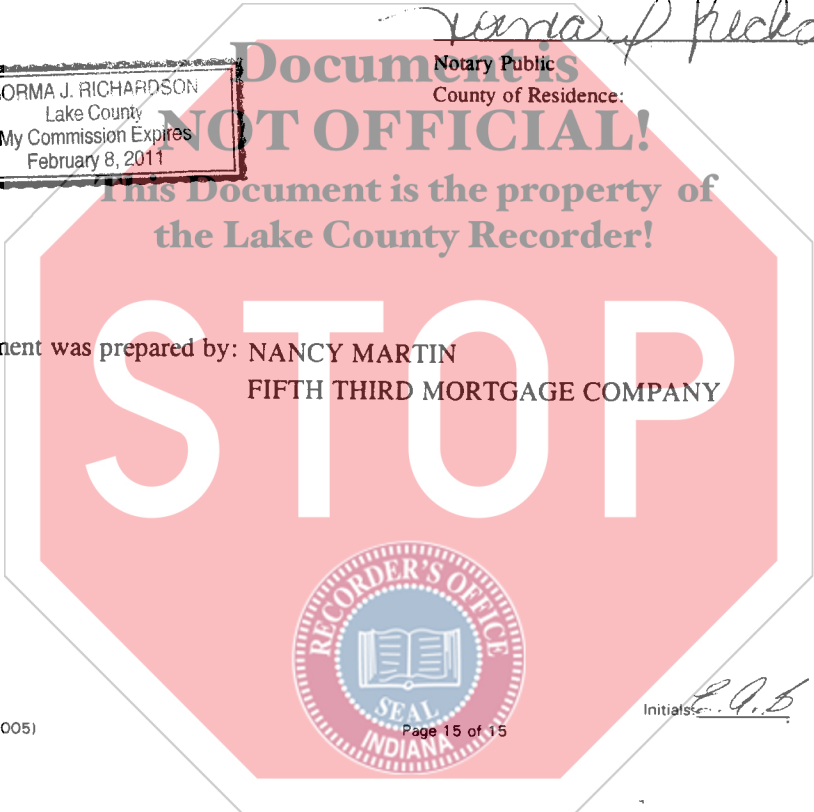 Document is
Notary Public
County of Residence:
ORMA J. RICHARDSON
Lake County
My Commission Expires
February 8, 2011
NOT OFFICIAL!
This Document is the property of
the Lake County Recorder!
STOP
ment was prepared by: NANCY MARTIN
FIFTH THIRD MORTGAGE COMPANY
RECORDER'S OFFICE
SEAL
INDIANA
Initials: E.A.B
005)
Page 15 of 15